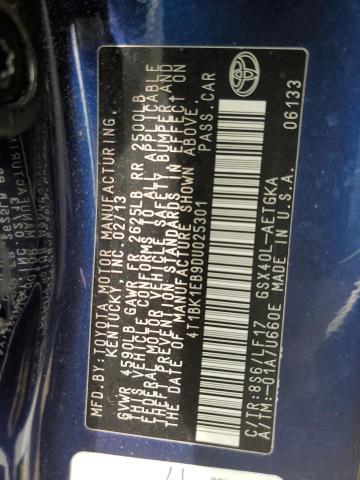 MFD.BY:TOYOTA MOTOR MANUFACTURING,
KENTUCKY, INC. 02/13
GVWR 4500LB GAWR FR 2625LB RR 2500LB
THIS VEHICLE CONFORMS TO ALL APPLICABLE
FEDERAL MOTOR VEHICLE SAFETY, BUMPER, AND
THEFT PREVENTION STANDARDS IN EFFECT ON
THE DATE OF MANUFACTURE SHOWN ABOVE.
4T1BK1EB9DU025301 PASS.CAR
C/TR:8S6/LF17 GSX40L-AETGKA
A/TM:-01A/U660E MADE IN U.S.A.
06133